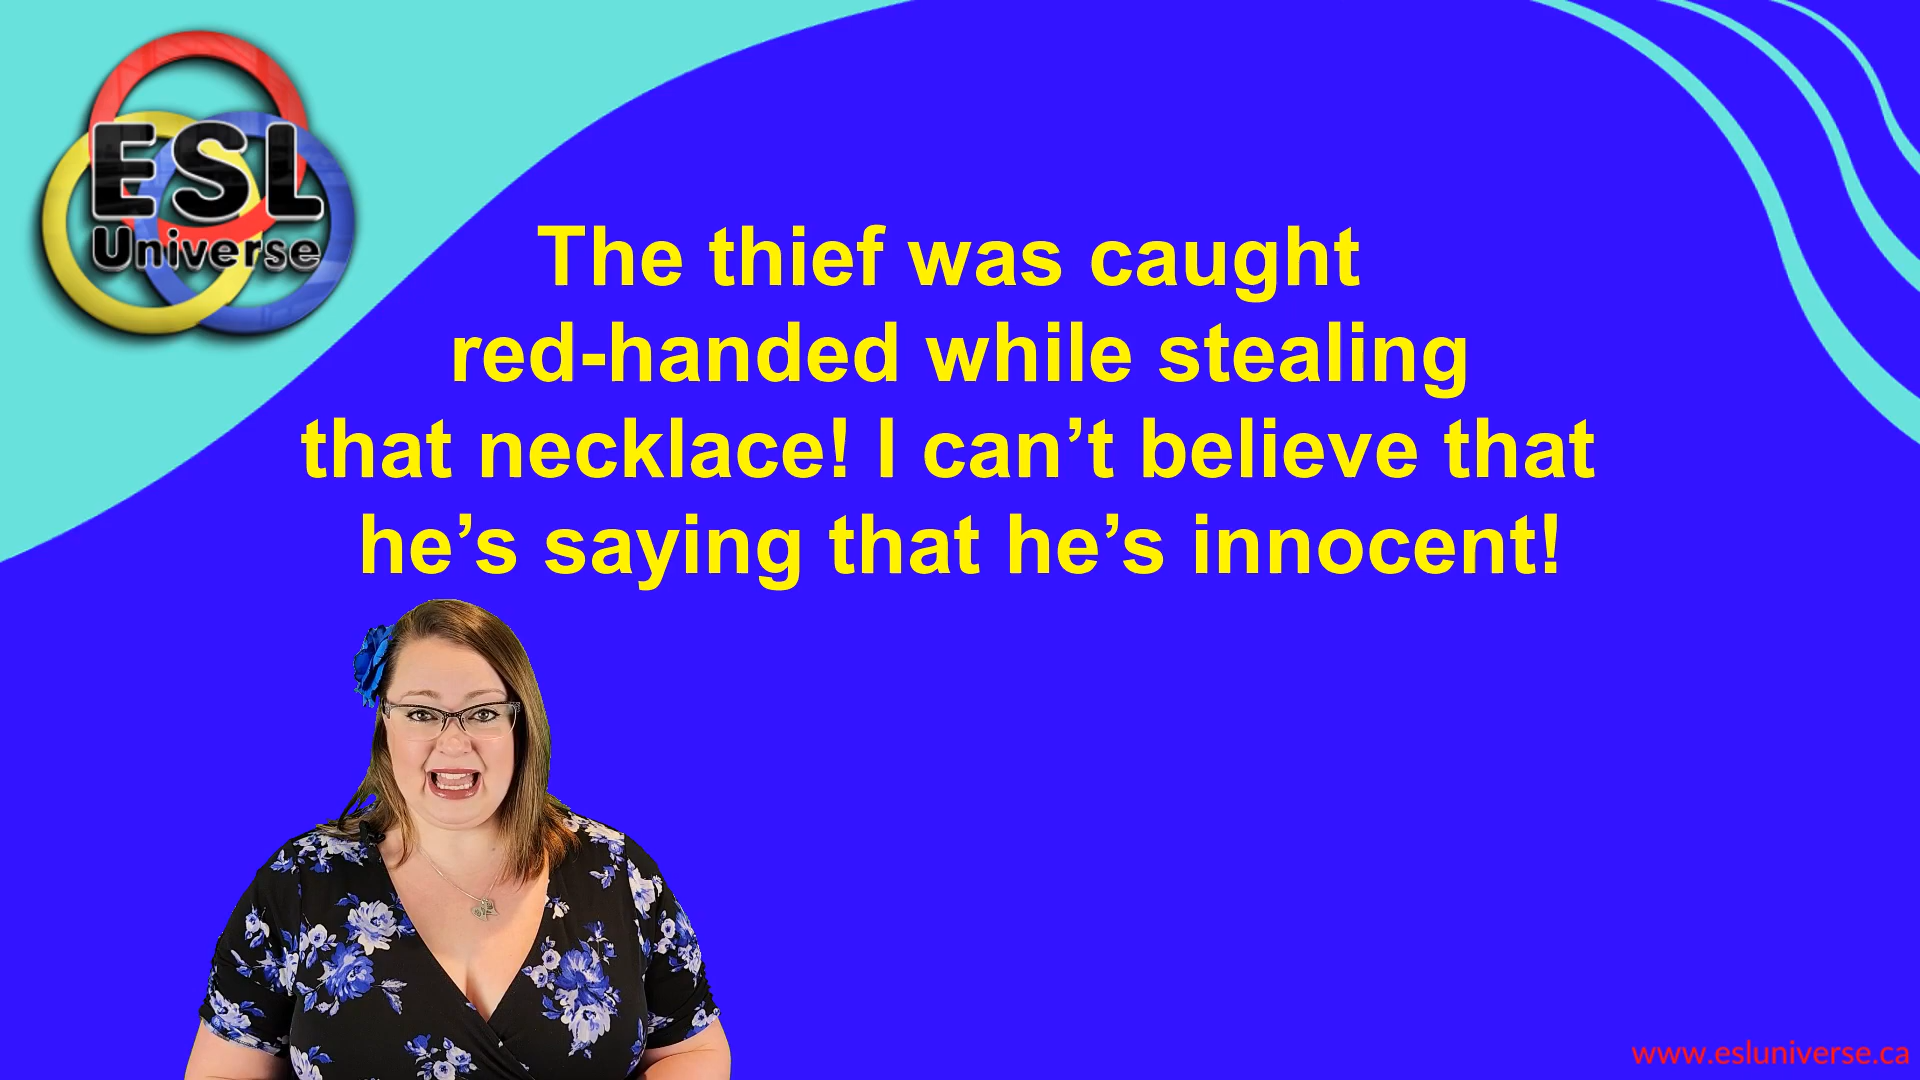 ESL
Universe
The thief was caught
red-handed while stealing
that necklace! I can’t believe that
he’s saying that he’s innocent!
www.esluniverse.ca